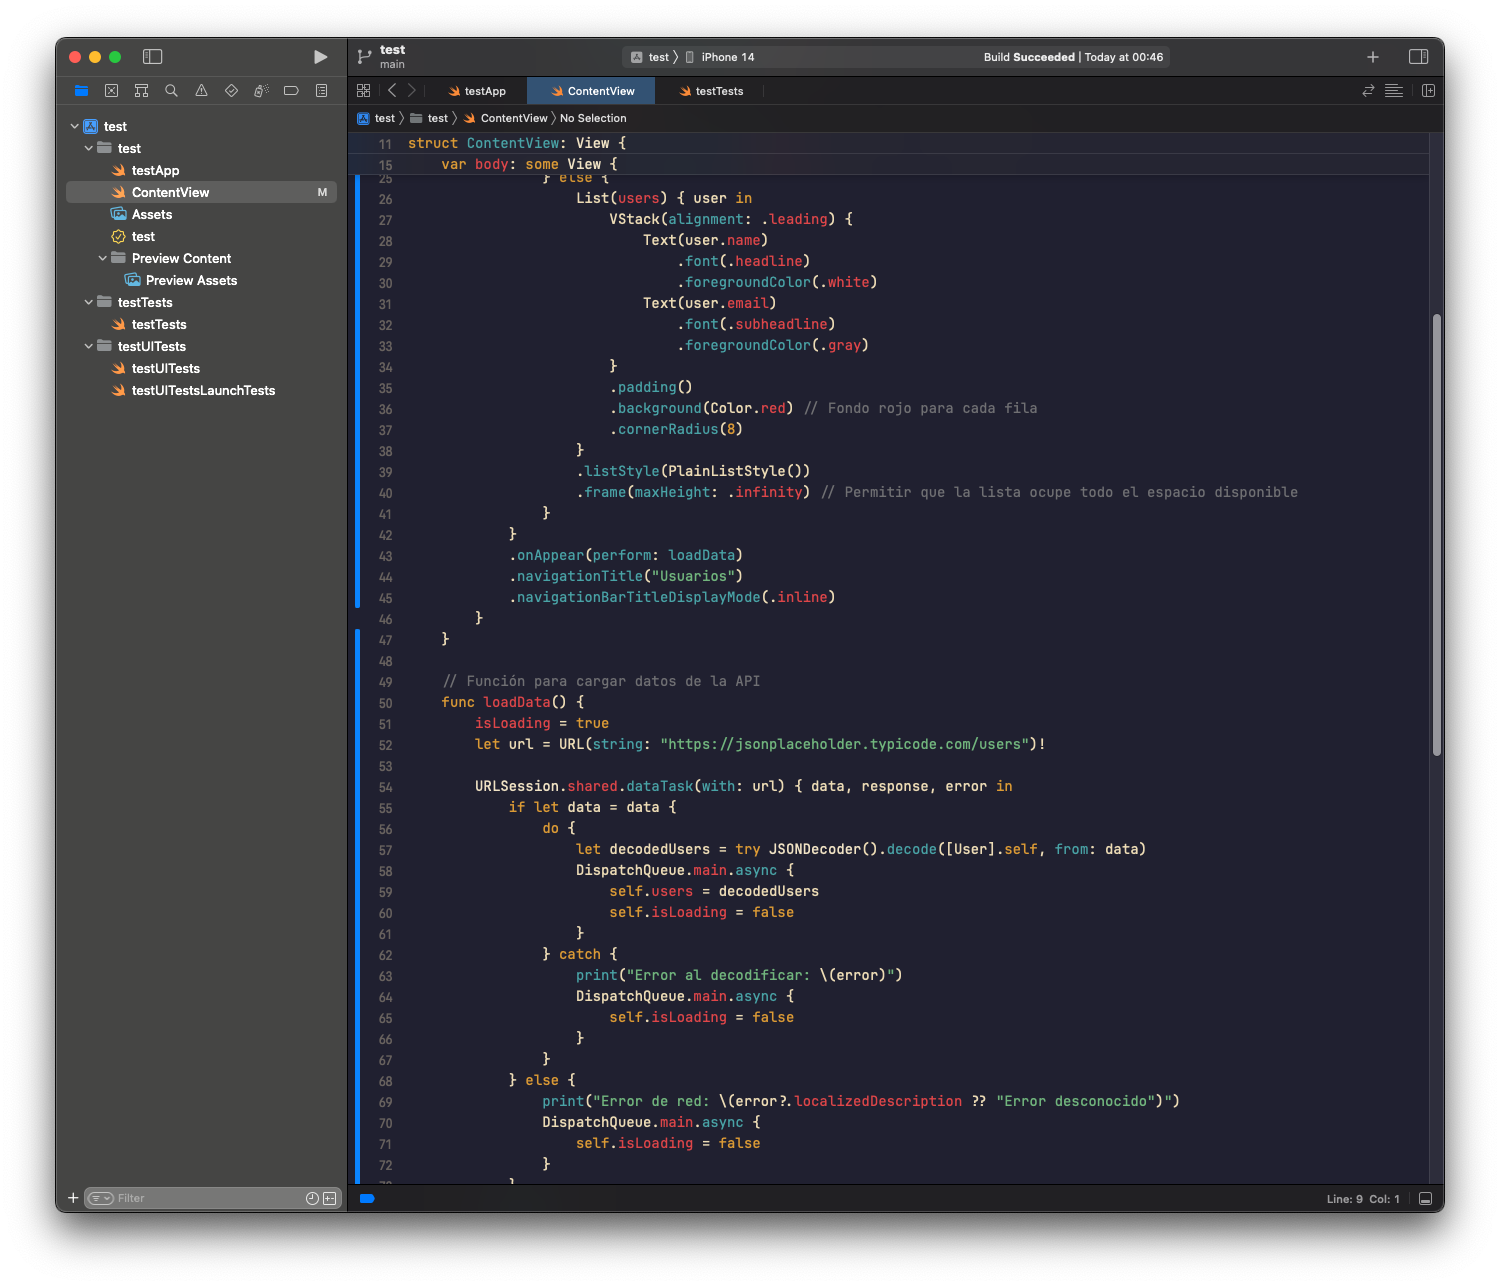 test
main
test 〉 iPhone 14
Build Succeeded | Today at 00:46
testApp
ContentView
testTests
test 〉 test 〉 ContentView 〉 No Selection
test
test
testApp
ContentView M
Assets
test
Preview Content
Preview Assets
testTests
testTests
testUITests
testUITests
testUITestsLaunchTests
11 struct ContentView: View {
15 var body: some View {
25 } else {
26 List(users) { user in
27 VStack(alignment: .leading) {
28 Text(user.name)
29 .font(.headline)
30 .foregroundColor(.white)
31 Text(user.email)
32 .font(.subheadline)
33 .foregroundColor(.gray)
34 }
35 .padding()
36 .background(Color.red) // Fondo rojo para cada fila
37 .cornerRadius(8)
38 }
39 .listStyle(PlainListStyle())
40 .frame(maxHeight: .infinity) // Permitir que la lista ocupe todo el espacio disponible
41 }
42 }
43 .onAppear(perform: loadData)
44 .navigationTitle("Usuarios")
45 .navigationBarTitleDisplayMode(.inline)
46 }
47 }
48
49 // Función para cargar datos de la API
50 func loadData() {
51 isLoading = true
52 let url = URL(string: "https://jsonplaceholder.typicode.com/users")!
53
54 URLSession.shared.dataTask(with: url) { data, response, error in
55 if let data = data {
56 do {
57 let decodedUsers = try JSONDecoder().decode([User].self, from: data)
58 DispatchQueue.main.async {
59 self.users = decodedUsers
60 self.isLoading = false
61 }
62 } catch {
63 print("Error al decodificar: \(error)")
64 DispatchQueue.main.async {
65 self.isLoading = false
66 }
67 }
68 } else {
69 print("Error de red: \(error?.localizedDescription ?? "Error desconocido")")
70 DispatchQueue.main.async {
71 self.isLoading = false
72 }
Filter
Line: 9 Col: 1